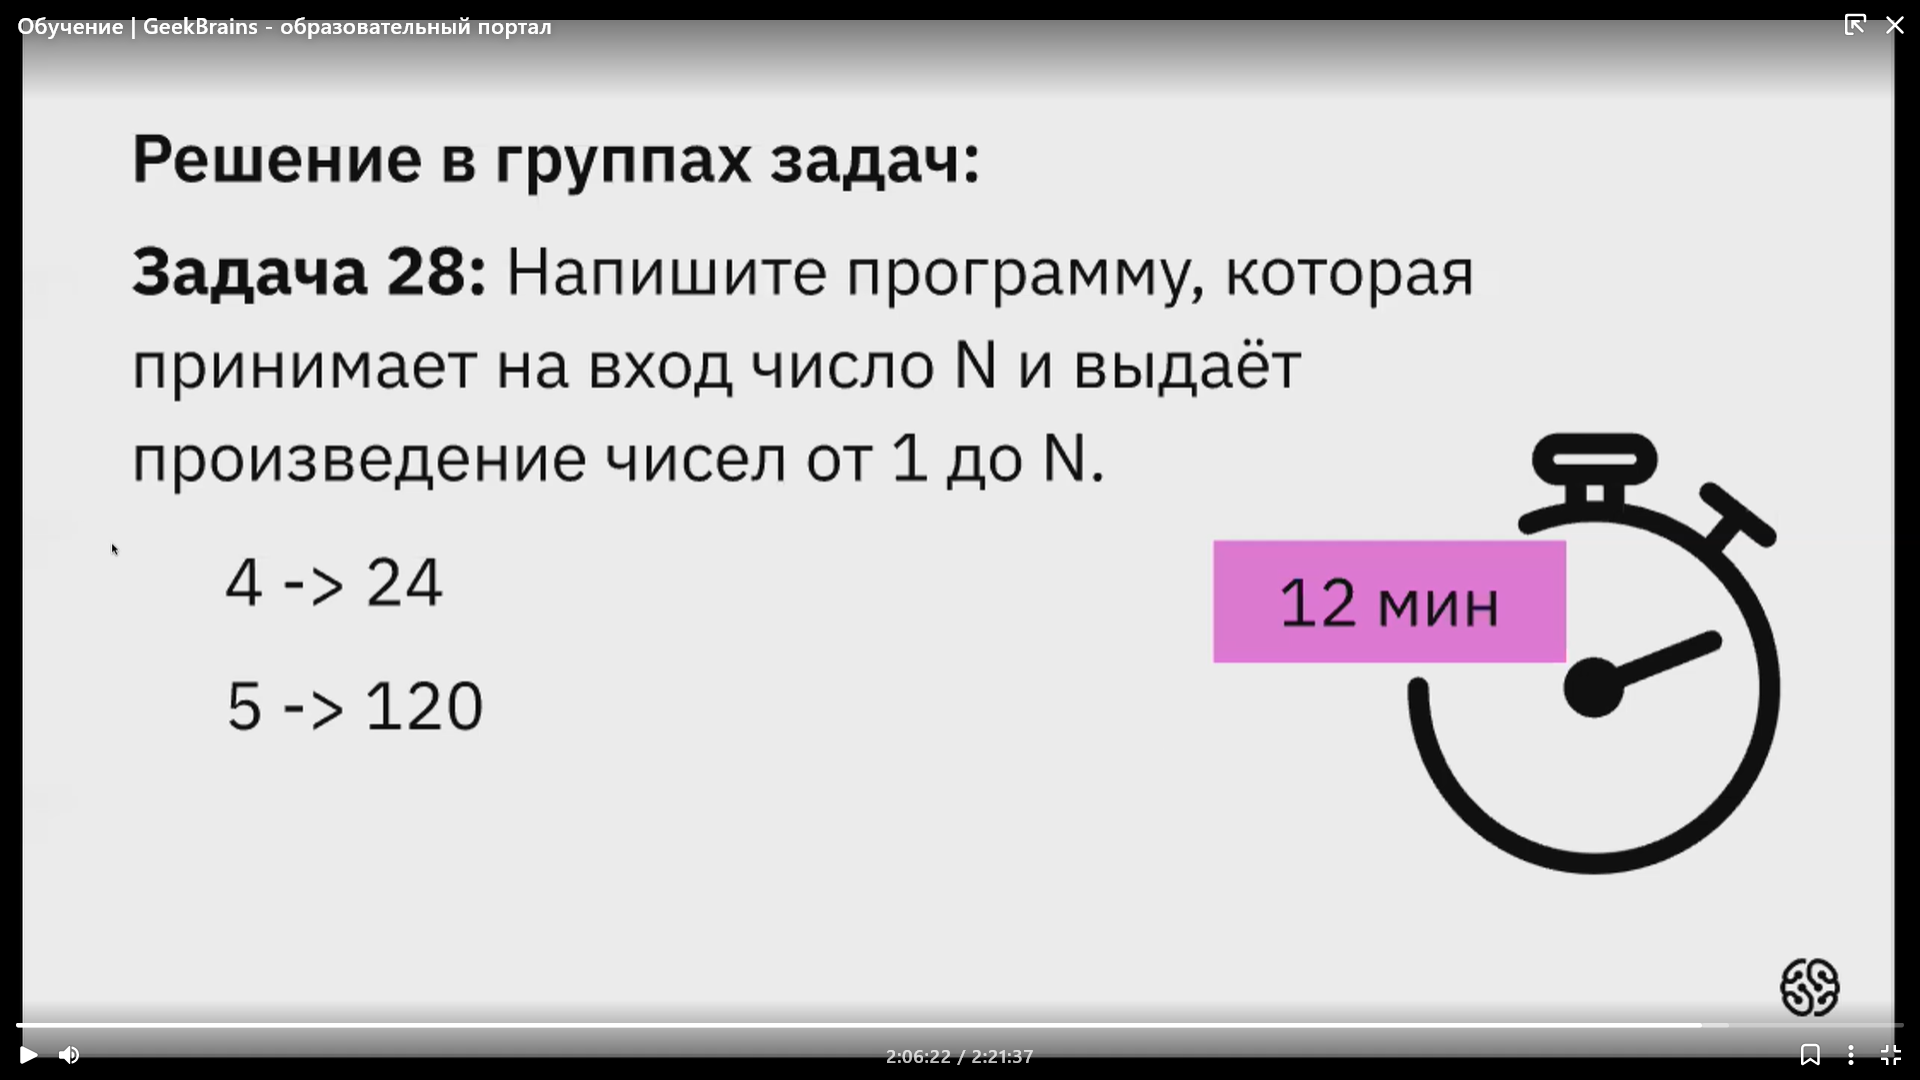 Обучение | GeekBrains - образовательный портал
Решение в группах задач:
Задача 28: Напишите программу, которая
принимает на вход число N и выдаёт
произведение чисел от 1 до N.
4 -> 24
5 -> 120
12 мин
2:06:22 / 2:21:37